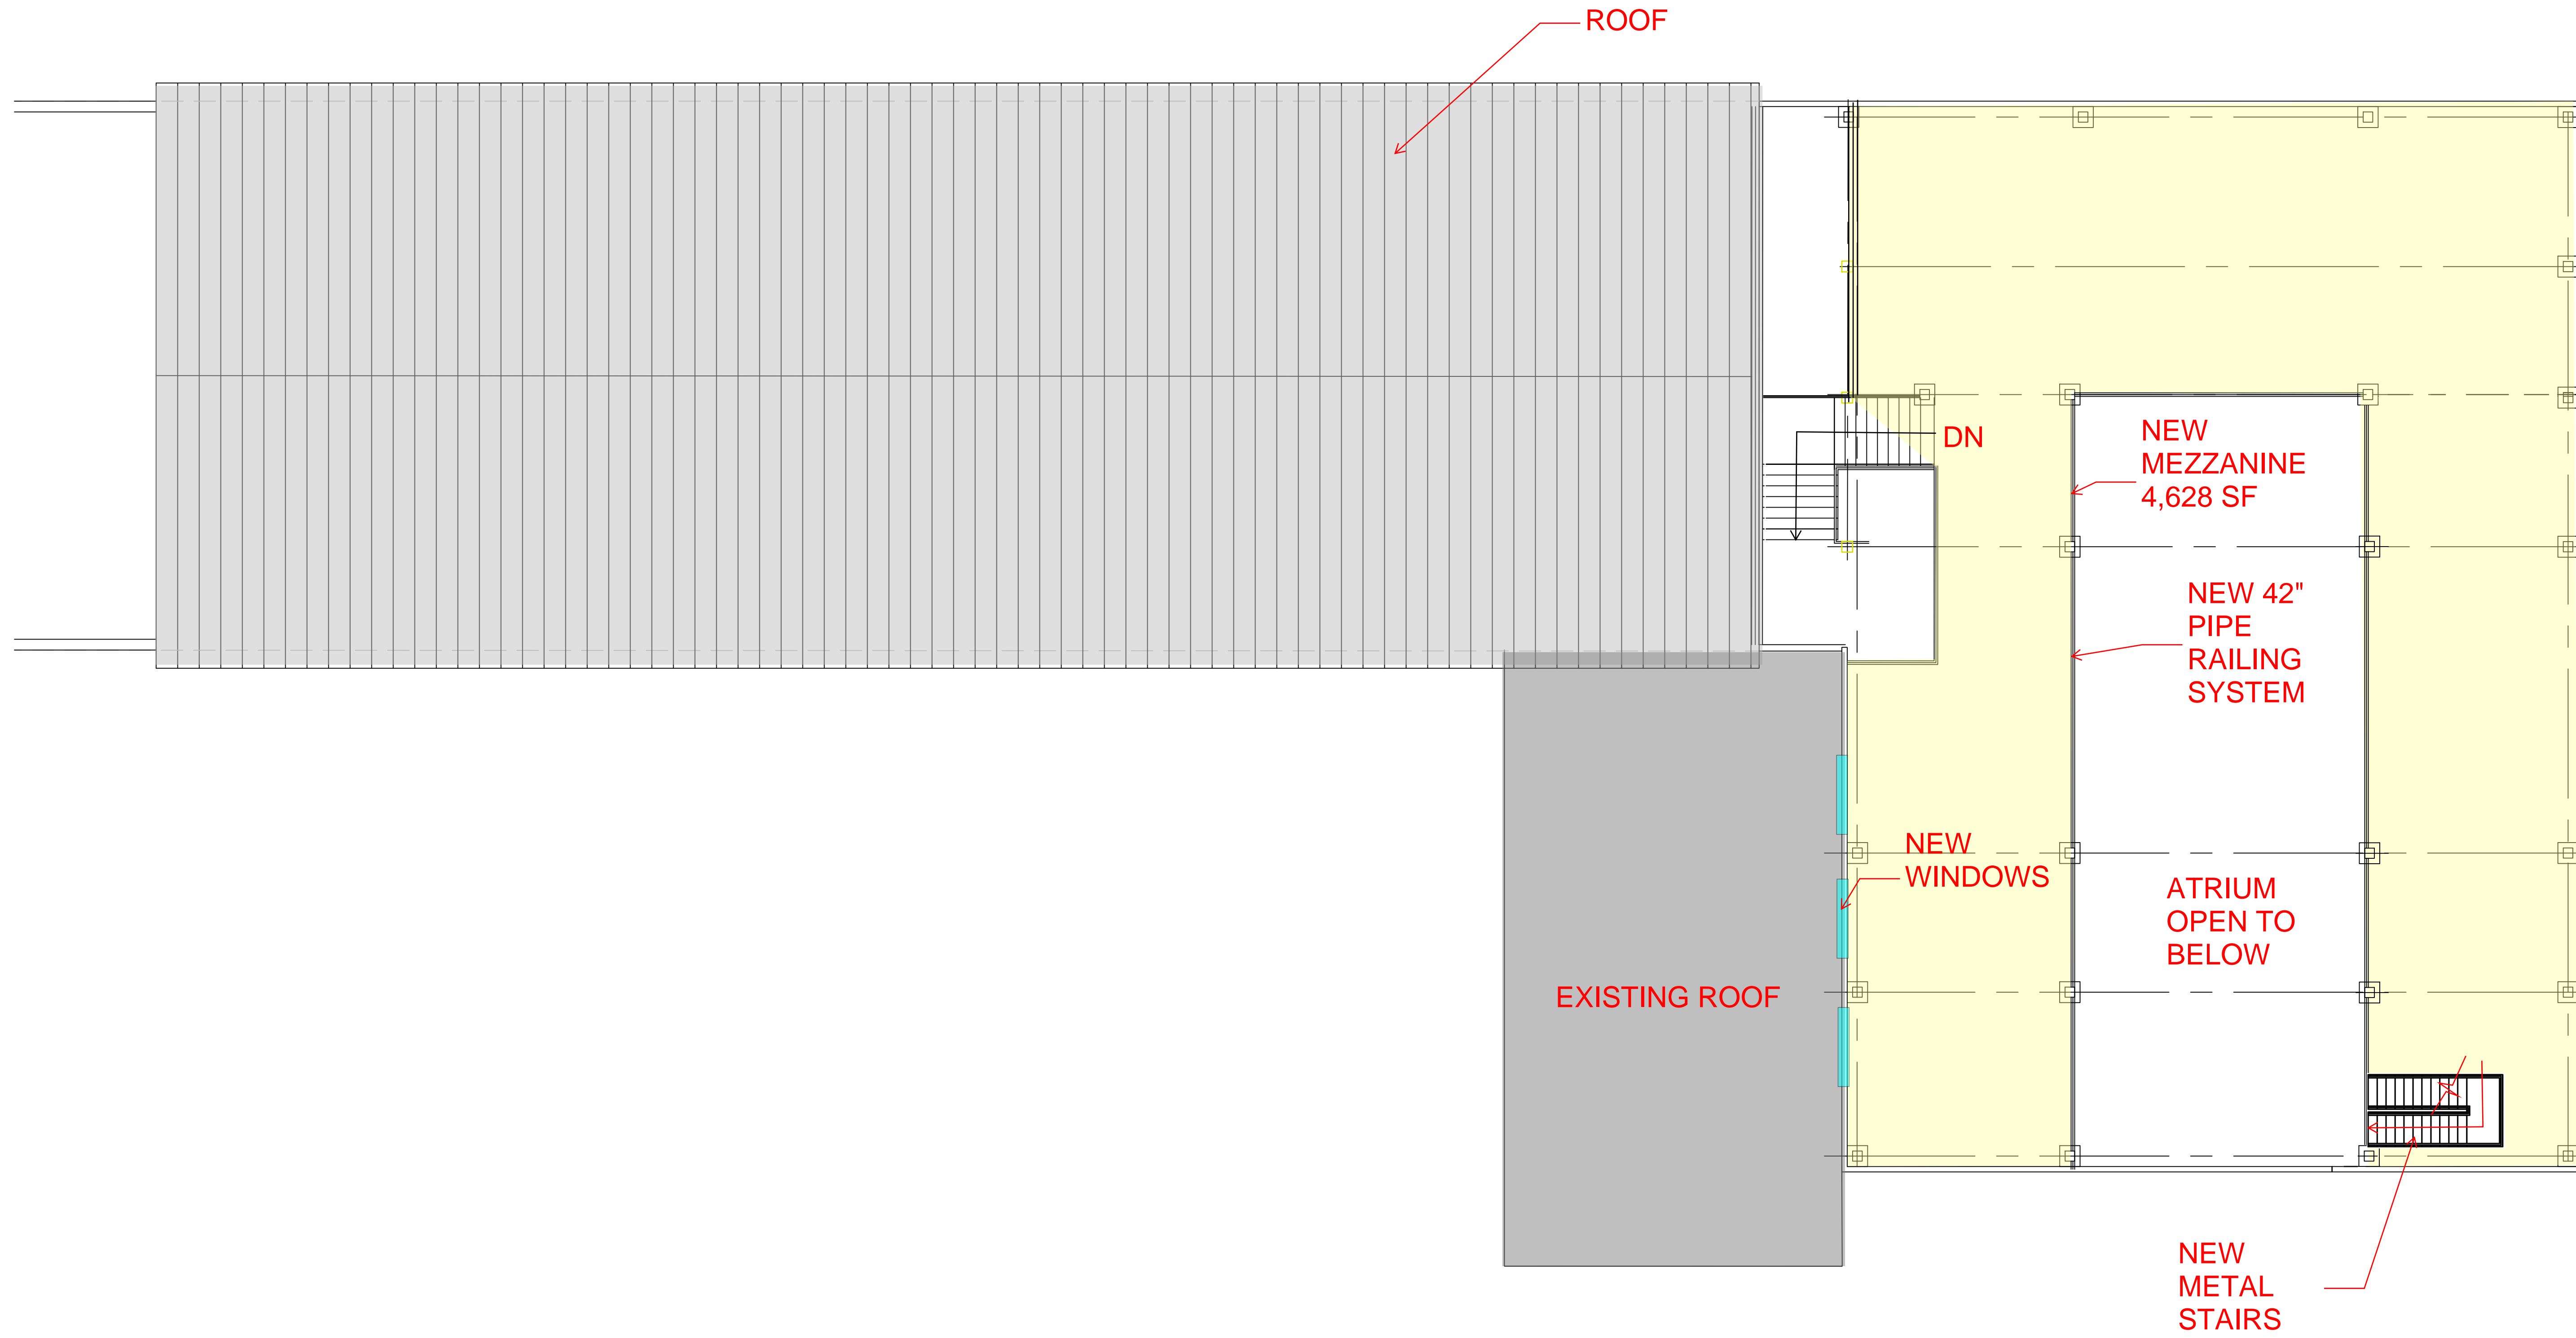 ROOF
DN
NEW
MEZZANINE
4,628 SF
NEW 42"
PIPE
RAILING
SYSTEM
NEW
WINDOWS
ATRIUM
OPEN TO
BELOW
EXISTING ROOF
NEW
METAL
STAIRS